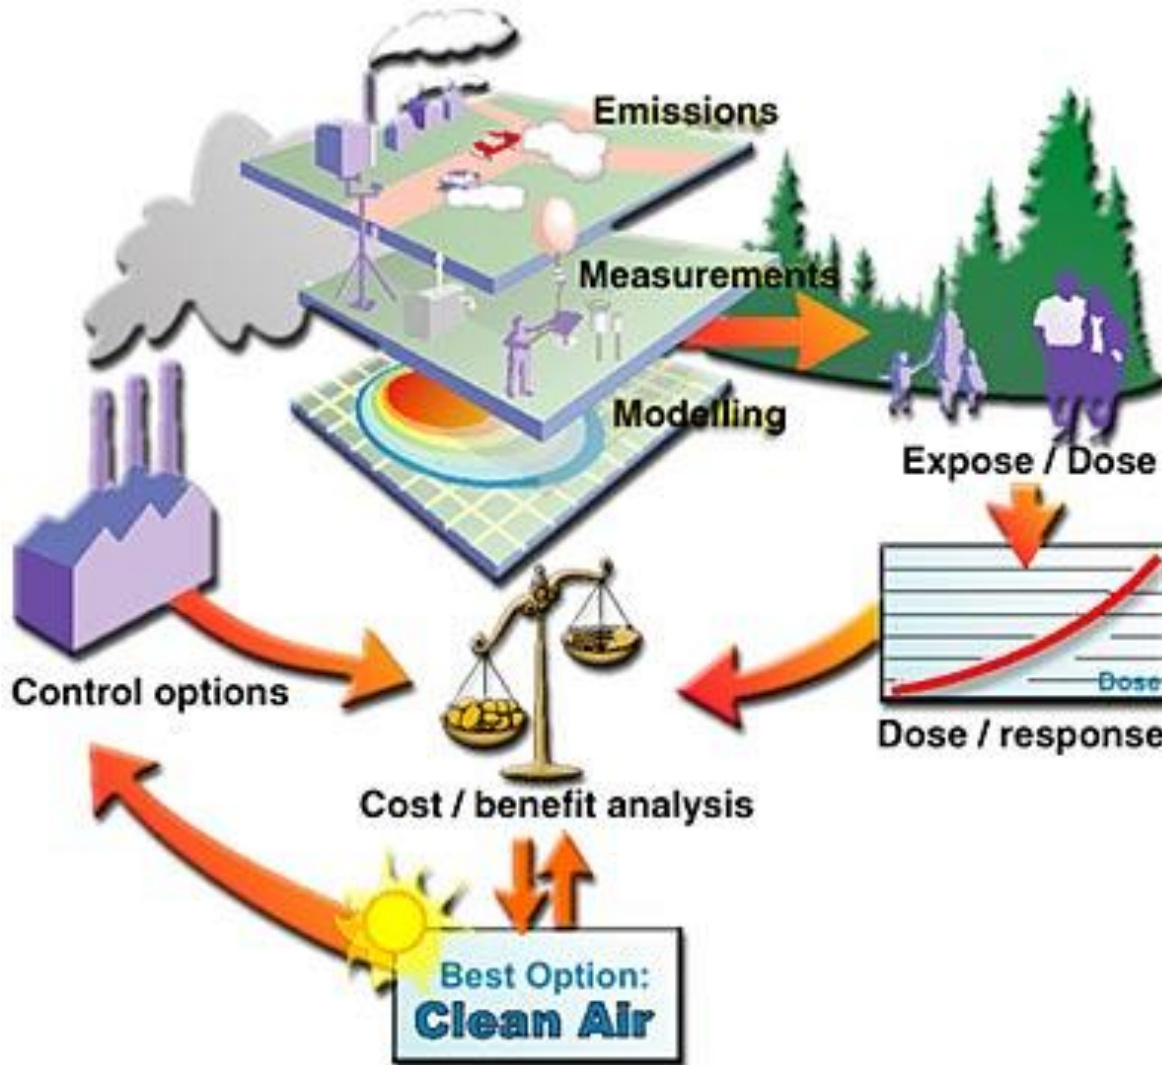 Emissions
Measurements
Modelling
Expose / Dose
Dose
Dose / response
Control options
Cost / benefit analysis
Best Option:
Clean Air